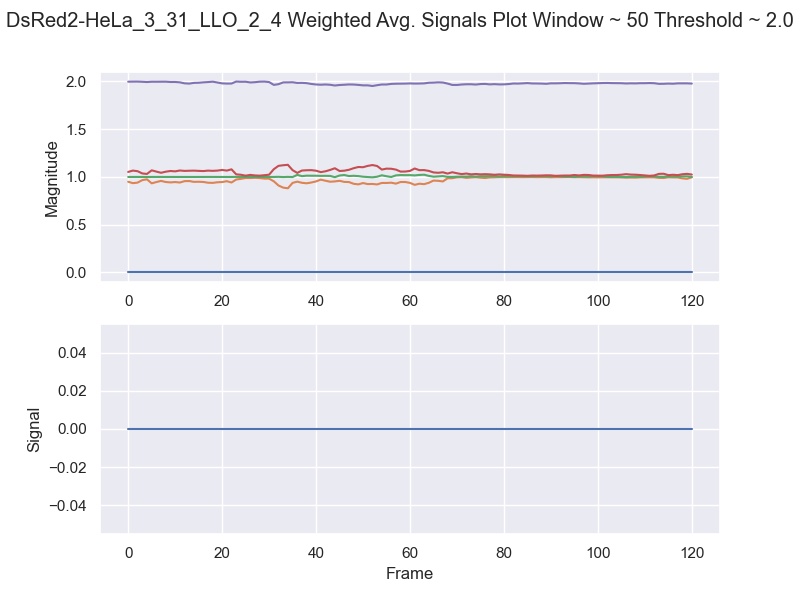 DsRed2-HeLa_3_31_LLO_2_4 Weighted Avg. Signals Plot Window ~ 50 Threshold ~ 2.0
2.0
1.5
1.0
0.5
0.0
Magnitude
0 20 40 60 80 100 120
0.04
0.02
0.00
−0.02
−0.04
Signal
0 20 40 60 80 100 120
Frame